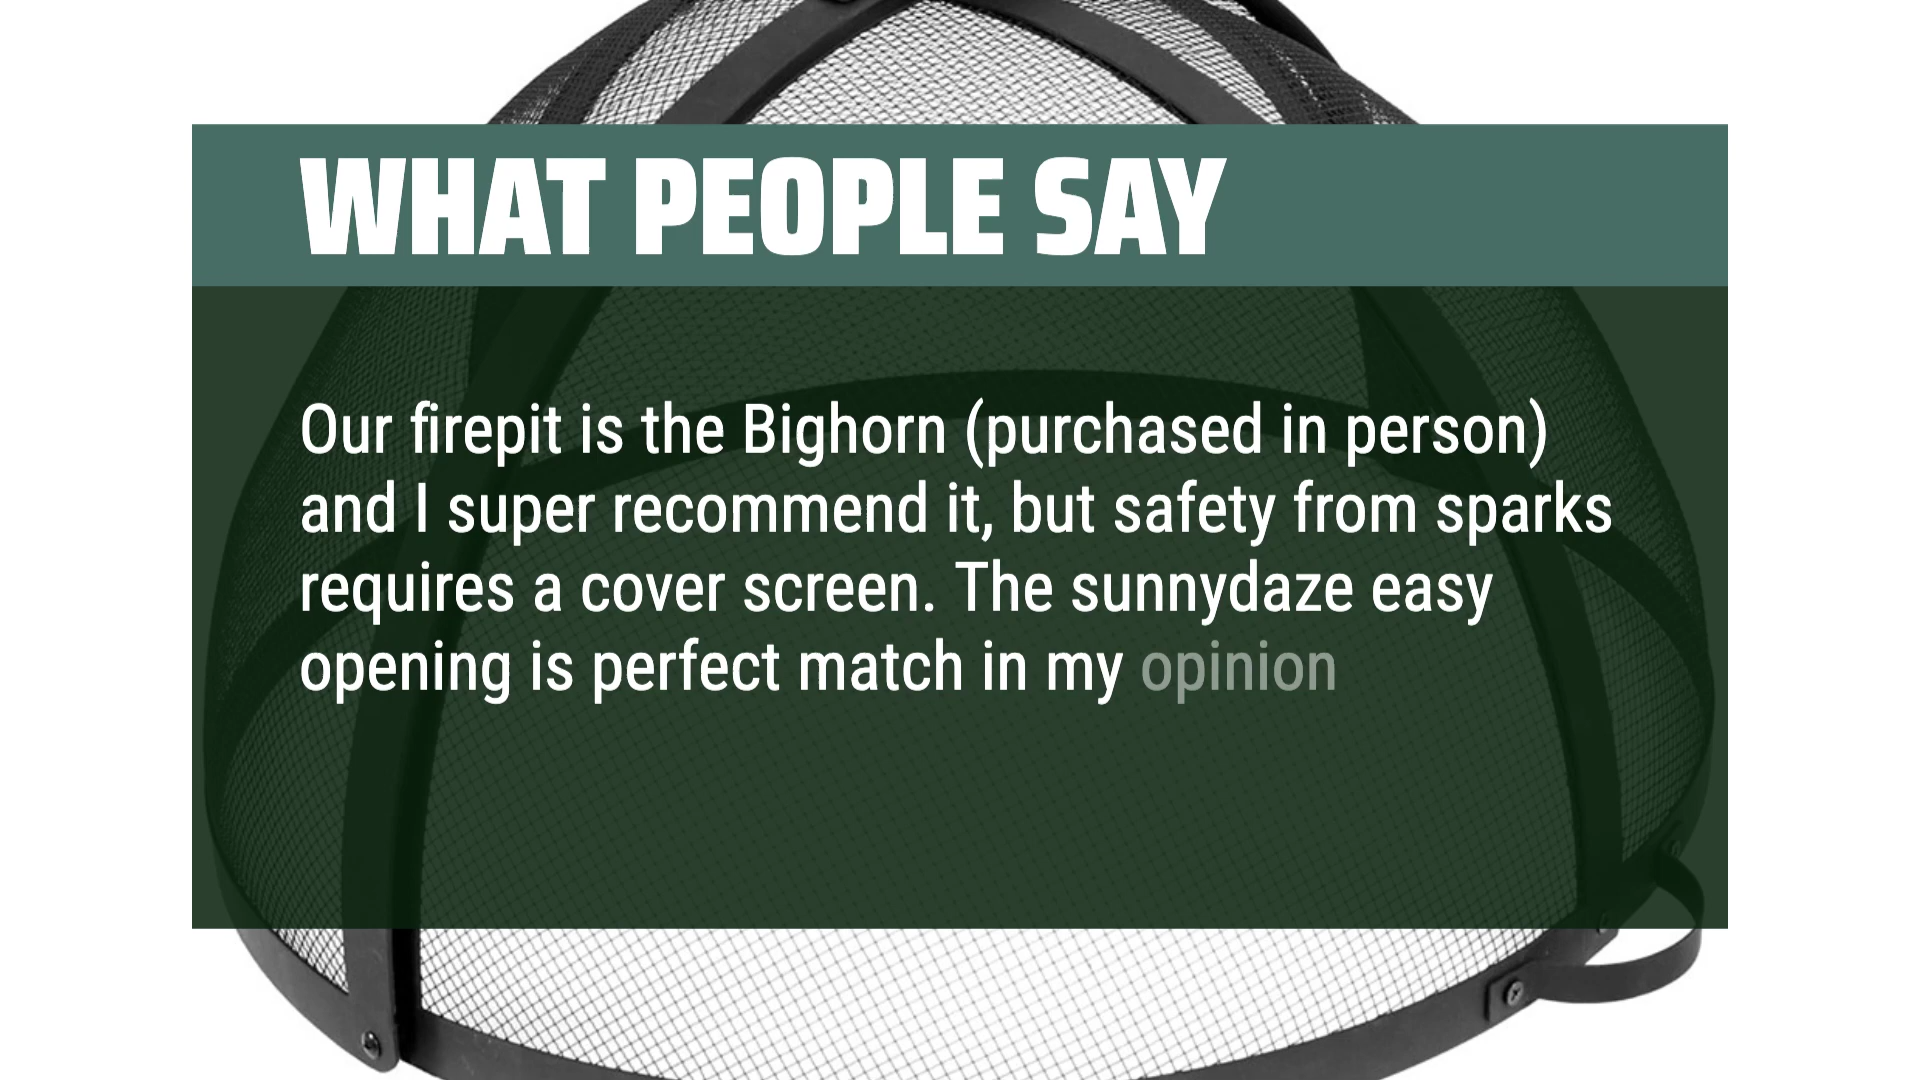 WHAT PEOPLE SAY
Our firepit is the Bighorn (purchased in person)
and I super recommend it, but safety from sparks
requires a cover screen. The sunnydaze easy
opening is perfect match in my opinion